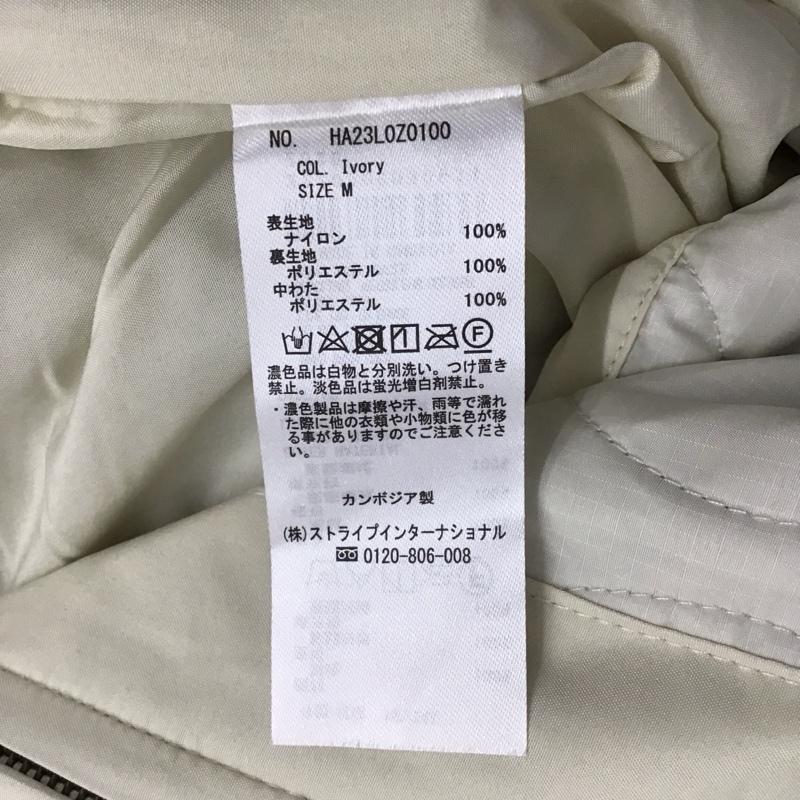 NO. HA23L0Z0100
COL. Ivory
SIZE M
表生地
ナイロン 100%
裏生地
ポリエステル 100%
中わた
ポリエステル 100%
F
濃色品は白物と分別洗い。つけ置き
禁止。淡色品は蛍光増白剤禁止。
・濃色製品は摩擦や汗、雨等で濡れ
た際に他の衣類や小物類に色が移
る事がありますのでご注意くださ
い。
カンボジア製
(株)ストライプインターナショナル
0120-806-008